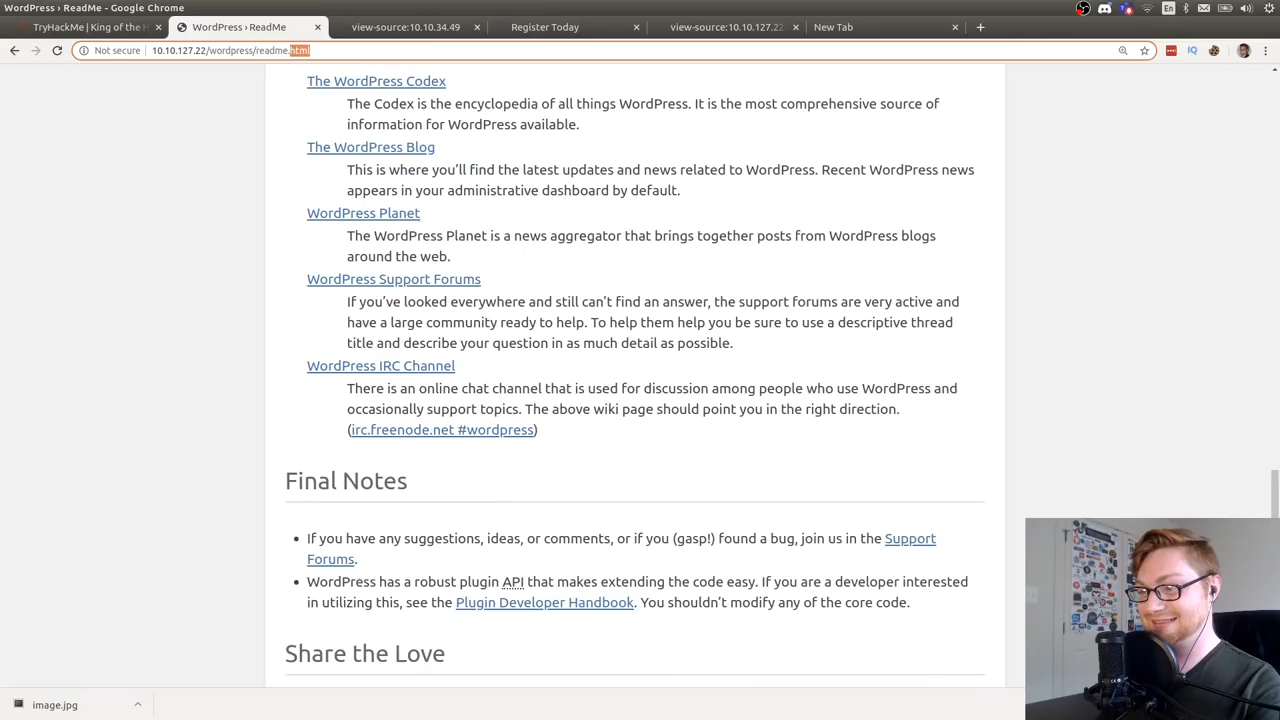 WordPress › ReadMe - Google Chrome
En
TryHackMe | King of the H
WordPress › ReadMe
view-source:10.10.34.49
Register Today
view-source:10.10.127.22
New Tab
Not secure
10.10.127.22/wordpress/readme.html
IQ
The WordPress Codex
The Codex is the encyclopedia of all things WordPress. It is the most comprehensive source of
information for WordPress available.
The WordPress Blog
This is where you’ll find the latest updates and news related to WordPress. Recent WordPress news
appears in your administrative dashboard by default.
WordPress Planet
The WordPress Planet is a news aggregator that brings together posts from WordPress blogs
around the web.
WordPress Support Forums
If you’ve looked everywhere and still can’t find an answer, the support forums are very active and
have a large community ready to help. To help them help you be sure to use a descriptive thread
title and describe your question in as much detail as possible.
WordPress IRC Channel
There is an online chat channel that is used for discussion among people who use WordPress and
occasionally support topics. The above wiki page should point you in the right direction.
(irc.freenode.net #wordpress)
Final Notes
If you have any suggestions, ideas, or comments, or if you (gasp!) found a bug, join us in the Support
Forums.
WordPress has a robust plugin API that makes extending the code easy. If you are a developer interested
in utilizing this, see the Plugin Developer Handbook. You shouldn’t modify any of the core code.
Share the Love
image.jpg